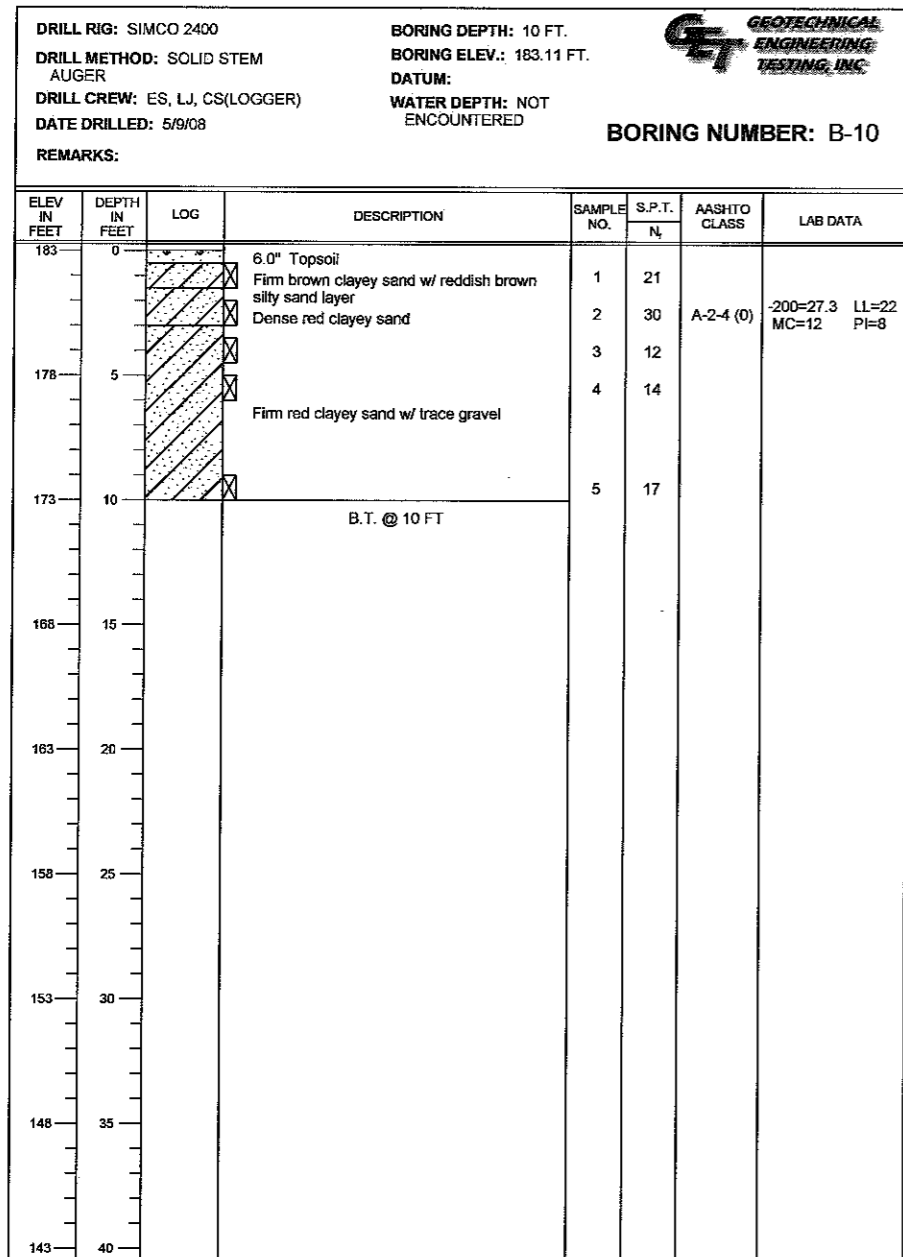 DRILL RIG: SIMCO 2400
DRILL METHOD: SOLID STEM
AUGER
DRILL CREW: ES, LJ, CS(LOGGER)
DATE DRILLED: 5/9/08
REMARKS:
BORING DEPTH: 10 FT.
BORING ELEV.: 183.11 FT.
DATUM:
WATER DEPTH: NOT
ENCOUNTERED
GET GEOTECHNICAL
ENGINEERING
TESTING, INC
BORING NUMBER: B-10
ELEV IN FEET
DEPTH IN FEET
LOG
DESCRIPTION
SAMPLE NO.
S.P.T.
Nr
AASHTO CLASS
LAB DATA
183 0
6.0" Topsoil
Firm brown clayey sand w/ reddish brown 1 21
silty sand layer
Dense red clayey sand 2 30 A-2-4 (0) -200=27.3 LL=22
MC=12 PI=8
3 12
178 5
4 14
Firm red clayey sand w/ trace gravel
5 17
173 10
B.T. @ 10 FT
168 15
163 20
158 25
153 30
148 35
143 40